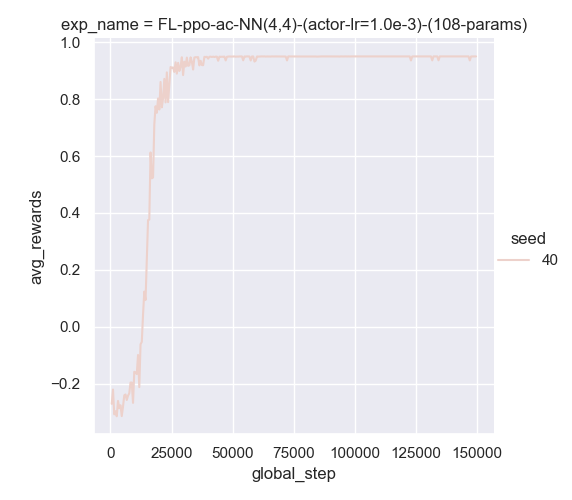 exp_name = FL-ppo-ac-NN(4,4)-(actor-lr=1.0e-3)-(108-params)
1.0
0.8
0.6
0.4
0.2
0.0
−0.2
avg_rewards
seed
40
0 25000 50000 75000 100000 125000 150000
global_step